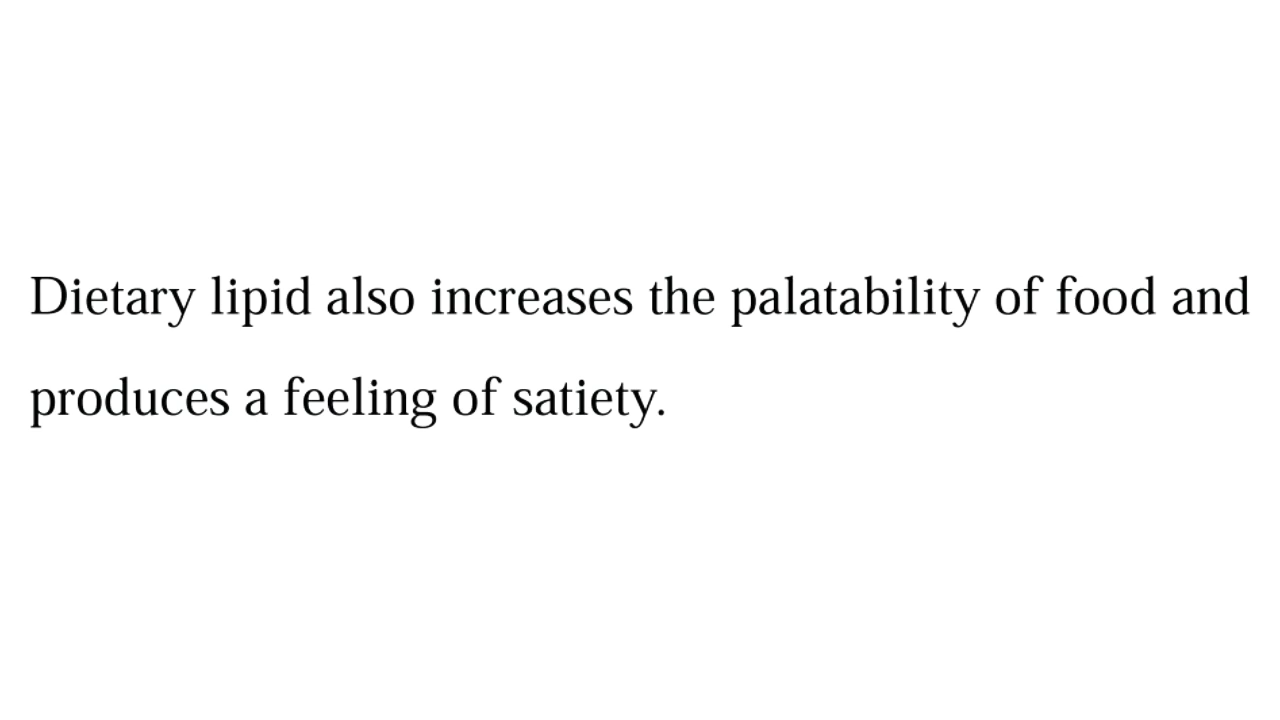 Dietary lipid also increases the palatability of food and
produces a feeling of satiety.